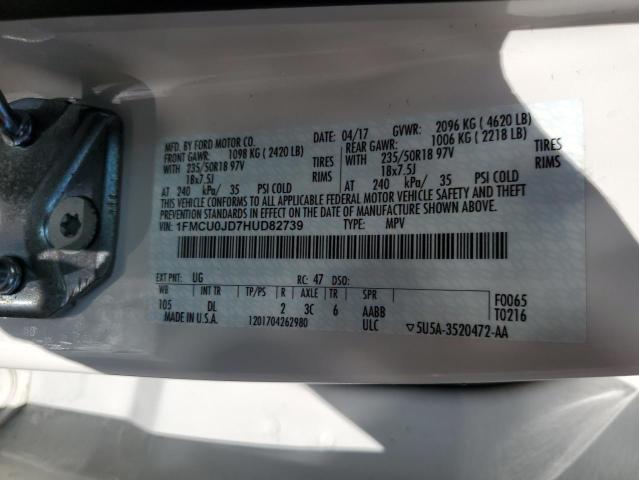 MFD. BY FORD MOTOR CO.
DATE: 04/17 GVWR: 2096 KG ( 4620 LB)
FRONT GAWR: 1098 KG ( 2420 LB)
REAR GAWR: 1006 KG ( 2218 LB)
WITH 235/50R18 97V TIRES
WITH 235/50R18 97V TIRES
18x7.5J RIMS
18x7.5J RIMS
AT 240 kPa/ 35 PSI COLD
AT 240 kPa/ 35 PSI COLD
THIS VEHICLE CONFORMS TO ALL APPLICABLE FEDERAL MOTOR VEHICLE SAFETY AND THEFT
PREVENTION STANDARDS IN EFFECT ON THE DATE OF MANUFACTURE SHOWN ABOVE.
VIN: 1FMCU0JD7HUD82739 TYPE: MPV
EXT PNT: UG RC: 47 DSO:
WB INT TR TP/PS R AXLE TR SPR
105 DL 2 3C 6 AABB
F0065
T0216
MADE IN U.S.A. 1201704262980 ULC ▽5U5A-3520472-AA